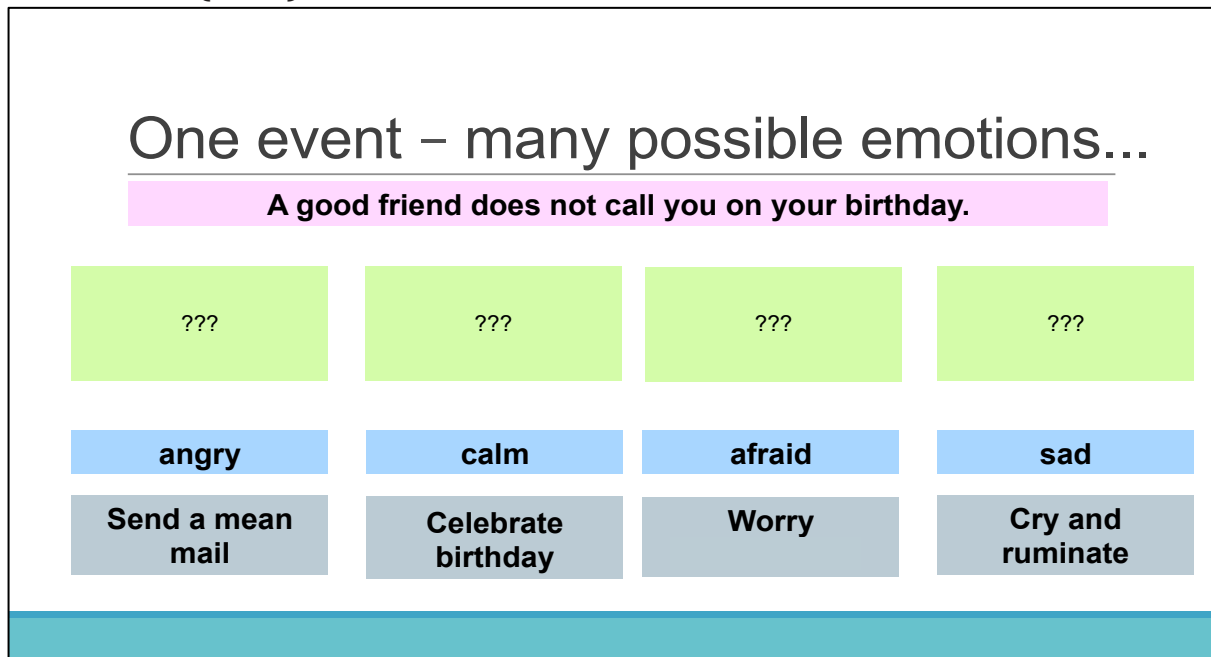 One event – many possible emotions...
A good friend does not call you on your birthday.
???
???
???
???
angry
calm
afraid
sad
Send a mean
mail
Celebrate
birthday
Worry
Cry and
ruminate